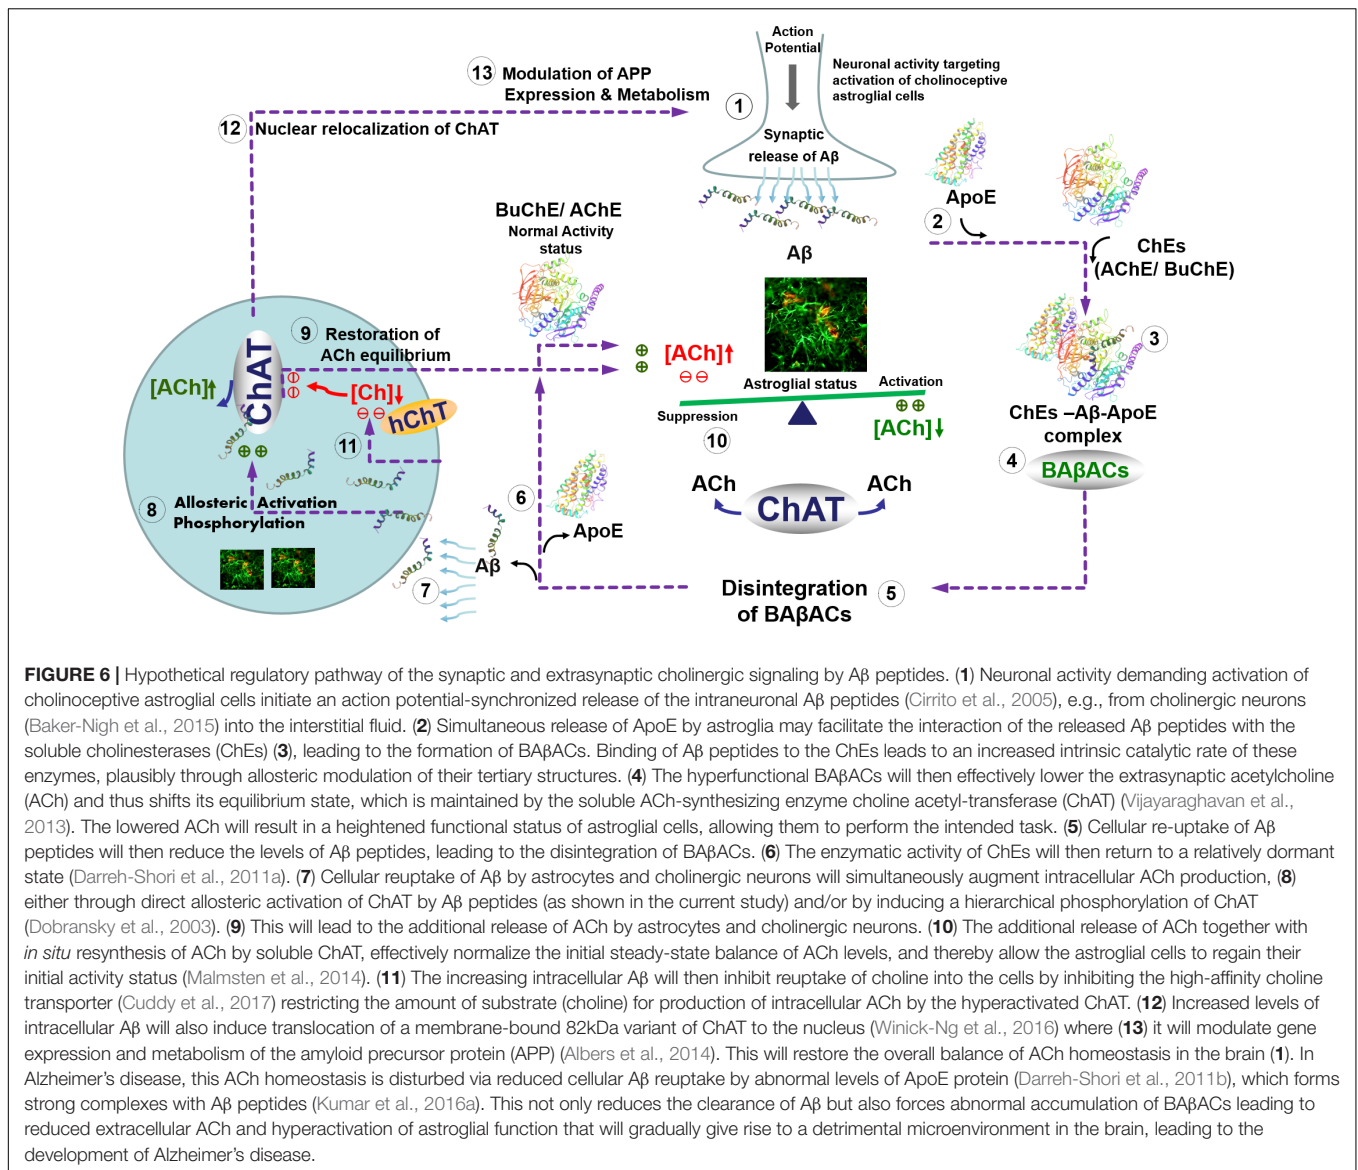 Action
Potential
Neuronal activity targeting
activation of cholinoceptive
astroglial cells
1
Synaptic
release of Aβ
Aβ
13 Modulation of APP
Expression & Metabolism
12 Nuclear relocalization of ChAT
ApoE
2
ChEs
(AChE/ BuChE)
3
ChEs –Aβ-ApoE
complex
4
BAβACs
BuChE/ AChE
Normal Activity
status
9 Restoration of
ACh equilibrium
ChAT
[ACh]↑
⊖
⊖
[Ch]↓
⊖⊖
hChT
11
⊕⊕
8 Allosteric Activation
Phosphorylation
⊕
⊕
[ACh]↑
⊖⊖
Astroglial status
Activation
⊕⊕
[ACh]↓
Suppression
10
ACh
ChAT
ACh
6
ApoE
Aβ
7
Disintegration
of BAβACs
5
FIGURE 6 | Hypothetical regulatory pathway of the synaptic and extrasynaptic cholinergic signaling by Aβ peptides. (1) Neuronal activity demanding activation of
cholinoceptive astroglial cells initiate an action potential-synchronized release of the intraneuronal Aβ peptides (Cirrito et al., 2005), e.g., from cholinergic neurons
(Baker-Nigh et al., 2015) into the interstitial fluid. (2) Simultaneous release of ApoE by astroglia may facilitate the interaction of the released Aβ peptides with the
soluble cholinesterases (ChEs) (3), leading to the formation of BAβACs. Binding of Aβ peptides to the ChEs leads to an increased intrinsic catalytic rate of these
enzymes, plausibly through allosteric modulation of their tertiary structures. (4) The hyperfunctional BAβACs will then effectively lower the extrasynaptic acetylcholine
(ACh) and thus shifts its equilibrium state, which is maintained by the soluble ACh-synthesizing enzyme choline acetyl-transferase (ChAT) (Vijayaraghavan et al.,
2013). The lowered ACh will result in a heightened functional status of astroglial cells, allowing them to perform the intended task. (5) Cellular re-uptake of Aβ
peptides will then reduce the levels of Aβ peptides, leading to the disintegration of BAβACs. (6) The enzymatic activity of ChEs will then return to a relatively dormant
state (Darreh-Shori et al., 2011a). (7) Cellular reuptake of Aβ by astrocytes and cholinergic neurons will simultaneously augment intracellular ACh production, (8)
either through direct allosteric activation of ChAT by Aβ peptides (as shown in the current study) and/or by inducing a hierarchical phosphorylation of ChAT
(Dobransky et al., 2003). (9) This will lead to the additional release of ACh by astrocytes and cholinergic neurons. (10) The additional release of ACh together with
in situ resynthesis of ACh by soluble ChAT, effectively normalize the initial steady-state balance of ACh levels, and thereby allow the astroglial cells to regain their
initial activity status (Malmsten et al., 2014). (11) The increasing intracellular Aβ will then inhibit reuptake of choline into the cells by inhibiting the high-affinity choline
transporter (Cuddy et al., 2017) restricting the amount of substrate (choline) for production of intracellular ACh by the hyperactivated ChAT. (12) Increased levels of
intracellular Aβ will also induce translocation of a membrane-bound 82kDa variant of ChAT to the nucleus (Winick-Ng et al., 2016) where (13) it will modulate gene
expression and metabolism of the amyloid precursor protein (APP) (Albers et al., 2014). This will restore the overall balance of ACh homeostasis in the brain (1). In
Alzheimer's disease, this ACh homeostasis is disturbed via reduced cellular Aβ reuptake by abnormal levels of ApoE protein (Darreh-Shori et al., 2011b), which forms
strong complexes with Aβ peptides (Kumar et al., 2016a). This not only reduces the clearance of Aβ but also forces abnormal accumulation of BAβACs leading to
reduced extracellular ACh and hyperactivation of astroglial function that will gradually give rise to a detrimental microenvironment in the brain, leading to the
development of Alzheimer's disease.